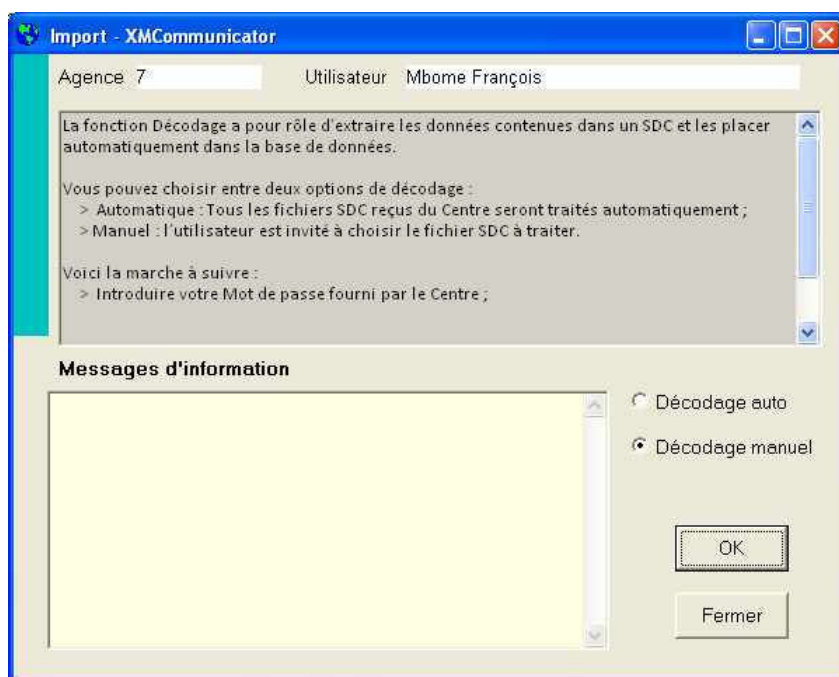 Import - XMCommunicator
Agence 7 Utilisateur Mbome François
La fonction Décodage a pour rôle d'extraire les données contenues dans un SDC et les placer
automatiquement dans la base de données.
Vous pouvez choisir entre deux options de décodage :
> Automatique : Tous les fichiers SDC reçus du Centre seront traités automatiquement ;
> Manuel : l'utilisateur est invité à choisir le fichier SDC à traiter.
Voici la marche à suivre :
> Introduire votre Mot de passe fourni par le Centre ;
Messages d'information
Décodage auto
Décodage manuel
OK
Fermer